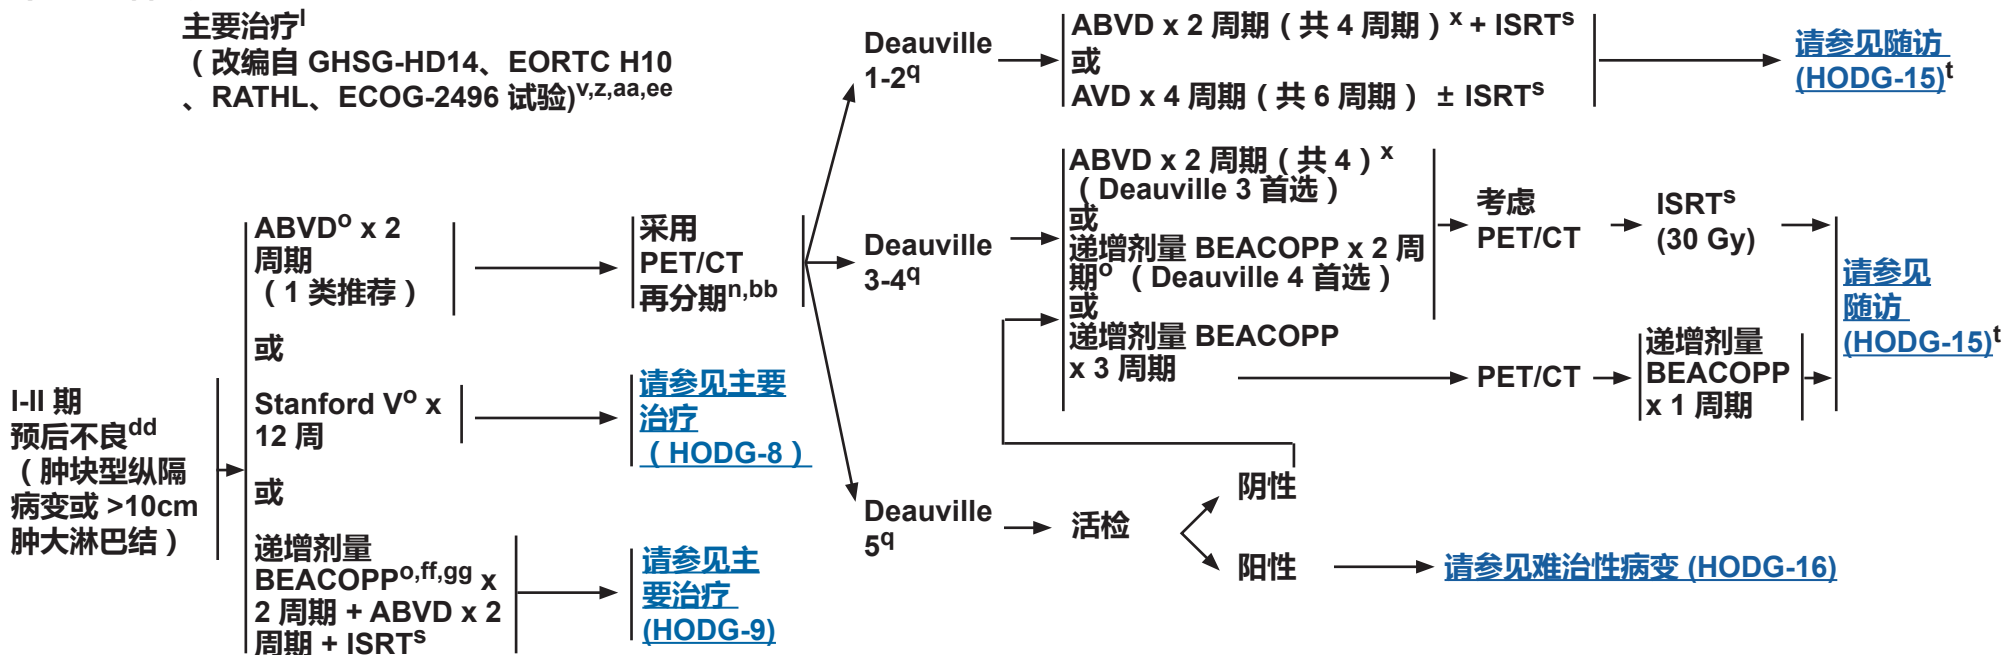 主要治疗l
（改编自 GHSG-HD14、EORTC H10
、RATHL、ECOG-2496 试验)v,z,aa,ee
I-II 期
预后不良dd
（肿块型纵隔
病变或 >10cm
肿大淋巴结）
ABVDo x 2
周期
（1 类推荐）
或
Stanford Vo x
12 周
或
递增剂量
BEACOPPo,ff,gg x
2 周期 + ABVD x 2
周期 + ISRTs
采用
PET/CT
再分期n,bb
请参见主要
治疗
（HODG-8）
请参见主
要治疗
(HODG-9)
Deauville
1-2q
ABVD x 2 周期（共 4 周期）x + ISRTs
或
AVD x 4 周期（共 6 周期） ± ISRTs
请参见随访
(HODG-15)t
Deauville
3-4q
ABVD x 2 周期（共 4）x
（Deauville 3 首选）
或
递增剂量 BEACOPP x 2 周
期o（Deauville 4 首选）
或
递增剂量 BEACOPP
x 3 周期
考虑
PET/CT
ISRTs
(30 Gy)
PET/CT
递增剂量
BEACOPP
x 1 周期
请参见
随访
(HODG-15)t
Deauville
5q
活检
阴性
阳性
请参见难治性病变 (HODG-16)